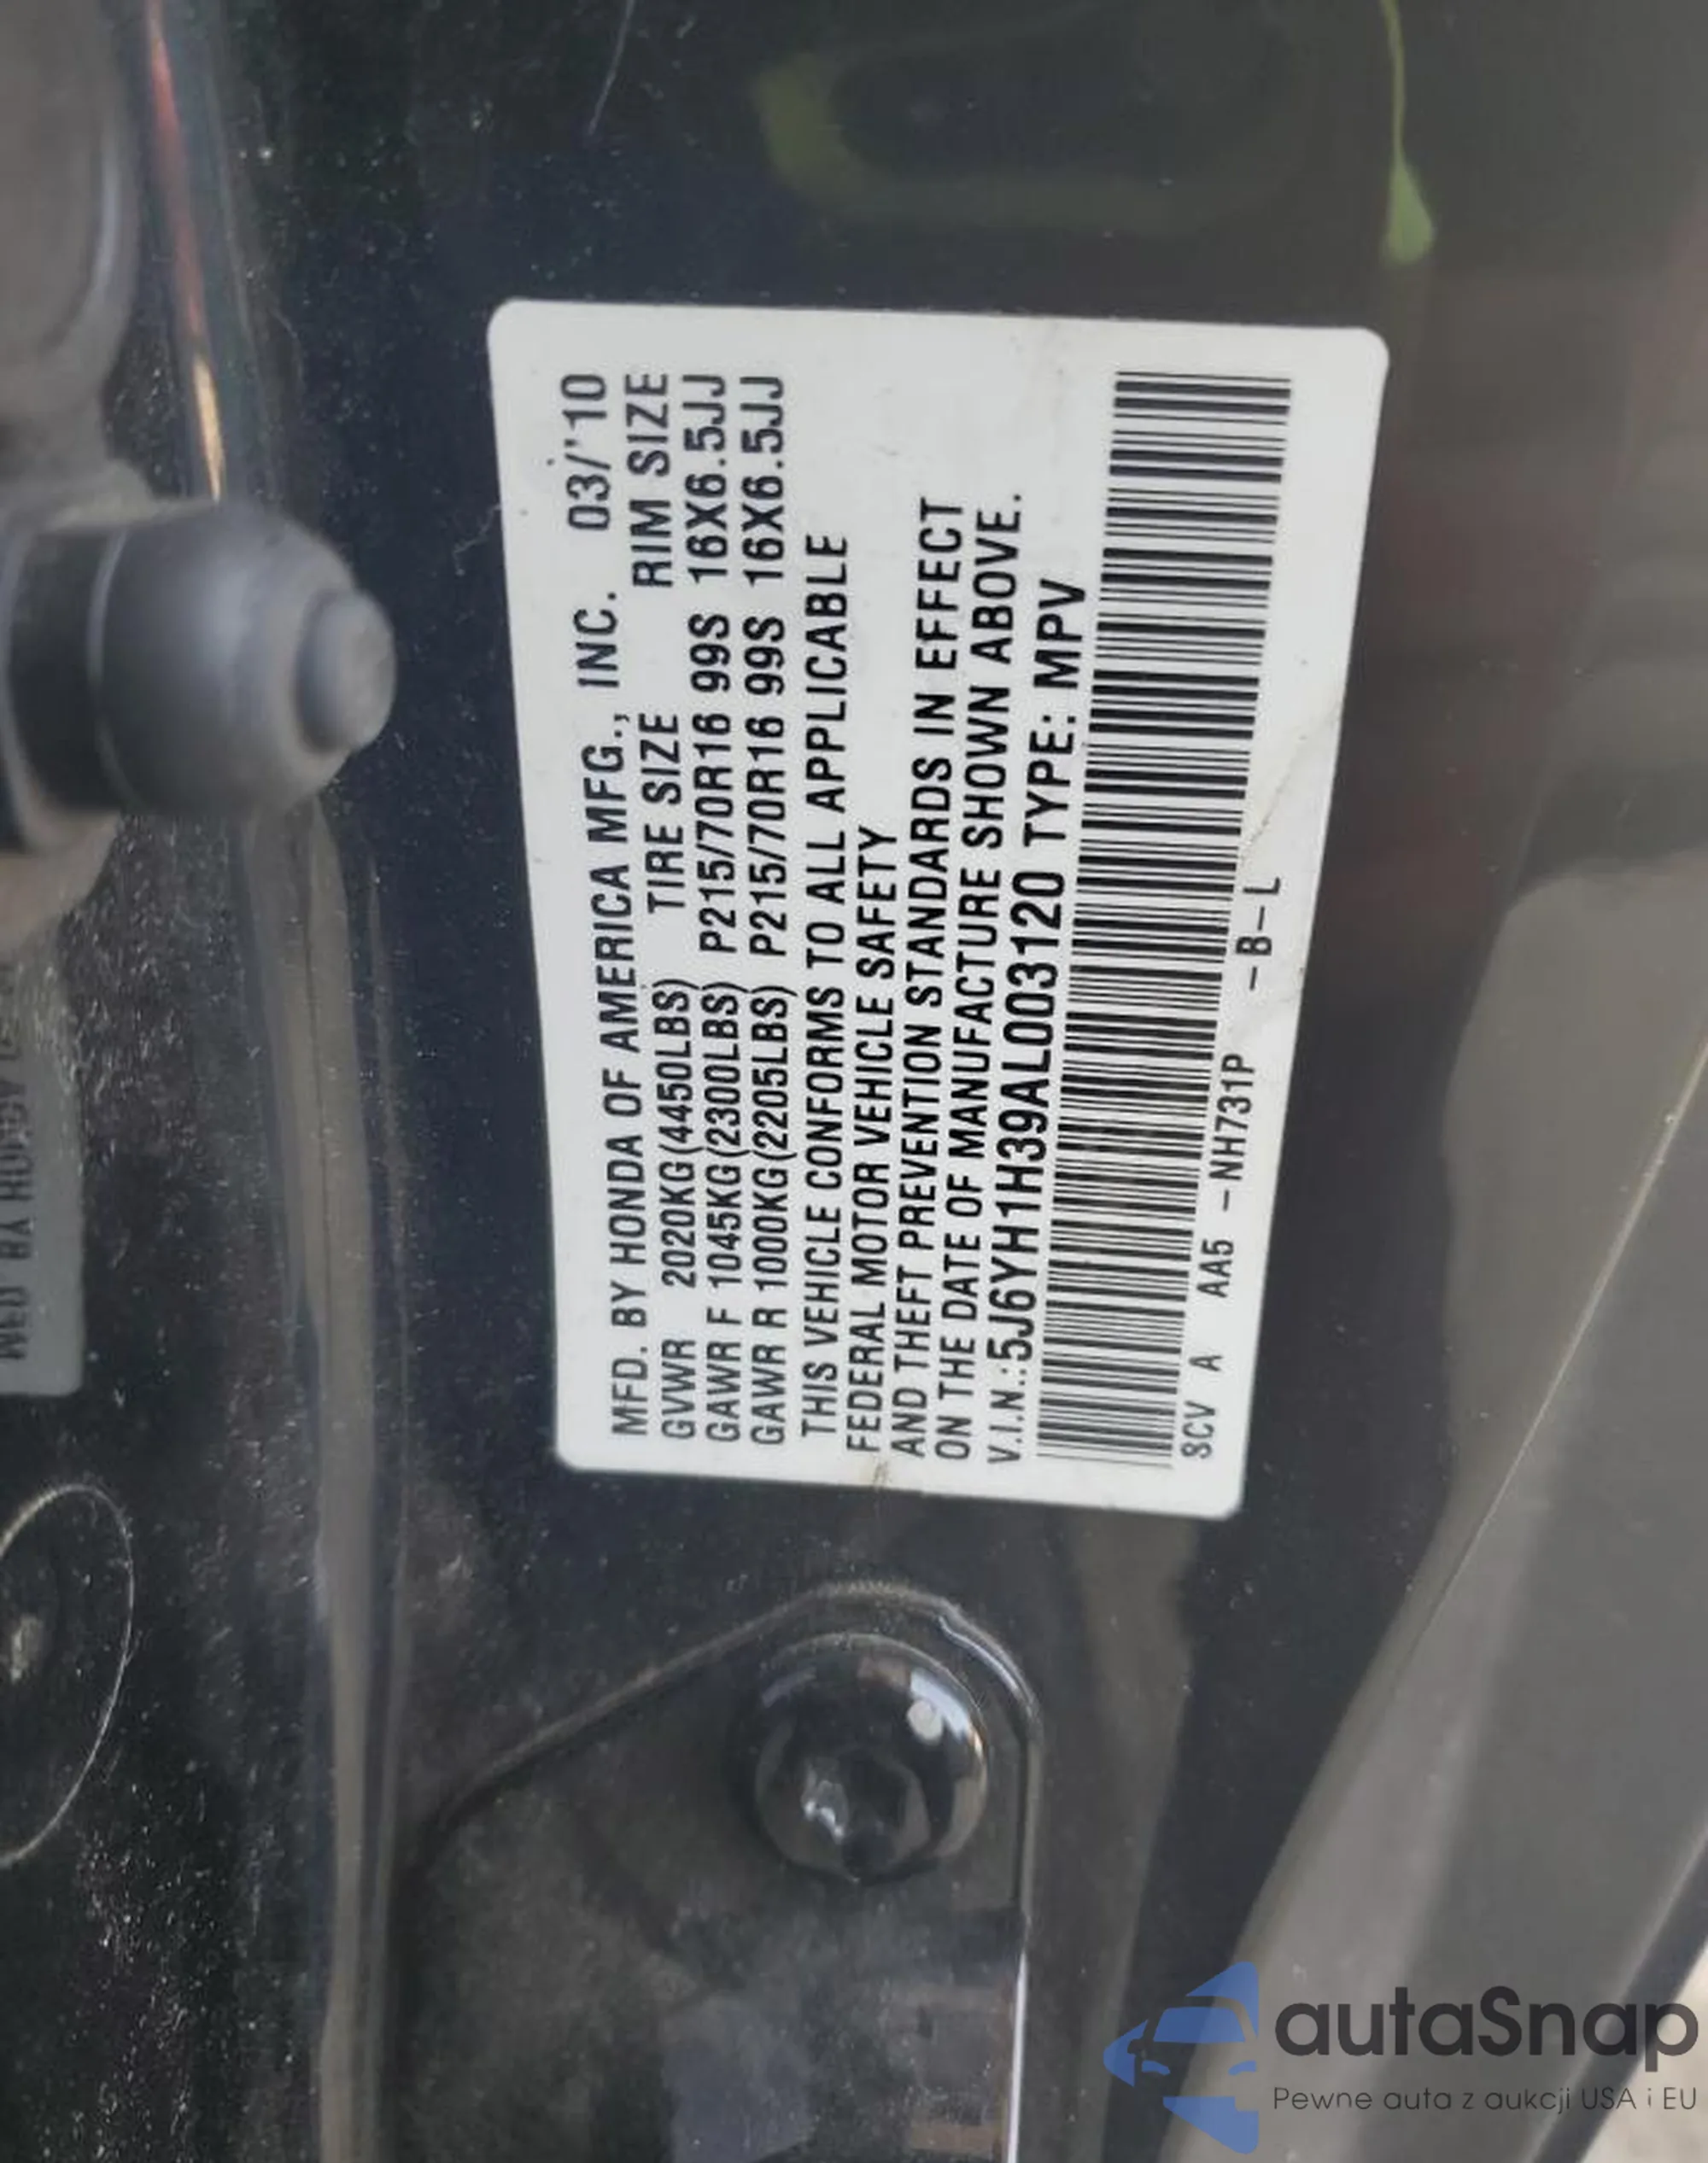 MFD. BY HONDA OF AMERICA MFG., INC. 03/'10
GVWR 2020KG(4450LBS) TIRE SIZE RIM SIZE
GAWR F 1045KG(2300LBS) P215/70R16 99S 16X6.5JJ
GAWR R 1000KG(2205LBS) P215/70R16 99S 16X6.5JJ
THIS VEHICLE CONFORMS TO ALL APPLICABLE
FEDERAL MOTOR VEHICLE SAFETY
AND THEFT PREVENTION STANDARDS IN EFFECT
ON THE DATE OF MANUFACTURE SHOWN ABOVE.
V.I.N.:5J6YH1H39AL003120 TYPE: MPV
SCV A AA5 -NH731P -B-L
autaSnap
Pewne auta z aukcji USA i EU